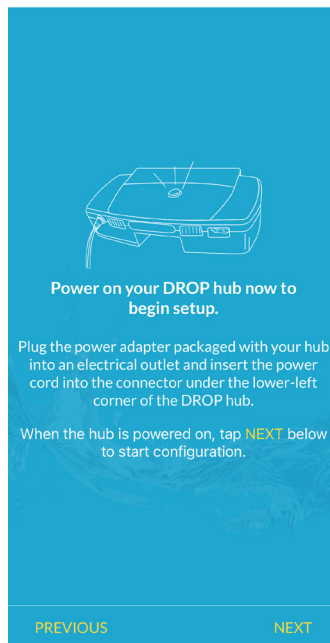 Power on your DROP hub now to
begin setup.
Plug the power adapter packaged with your hub
into an electrical outlet and insert the power
cord into the connector under the lower-left
corner of the DROP hub.
When the hub is powered on, tap NEXT below
to start configuration.
PREVIOUS
NEXT